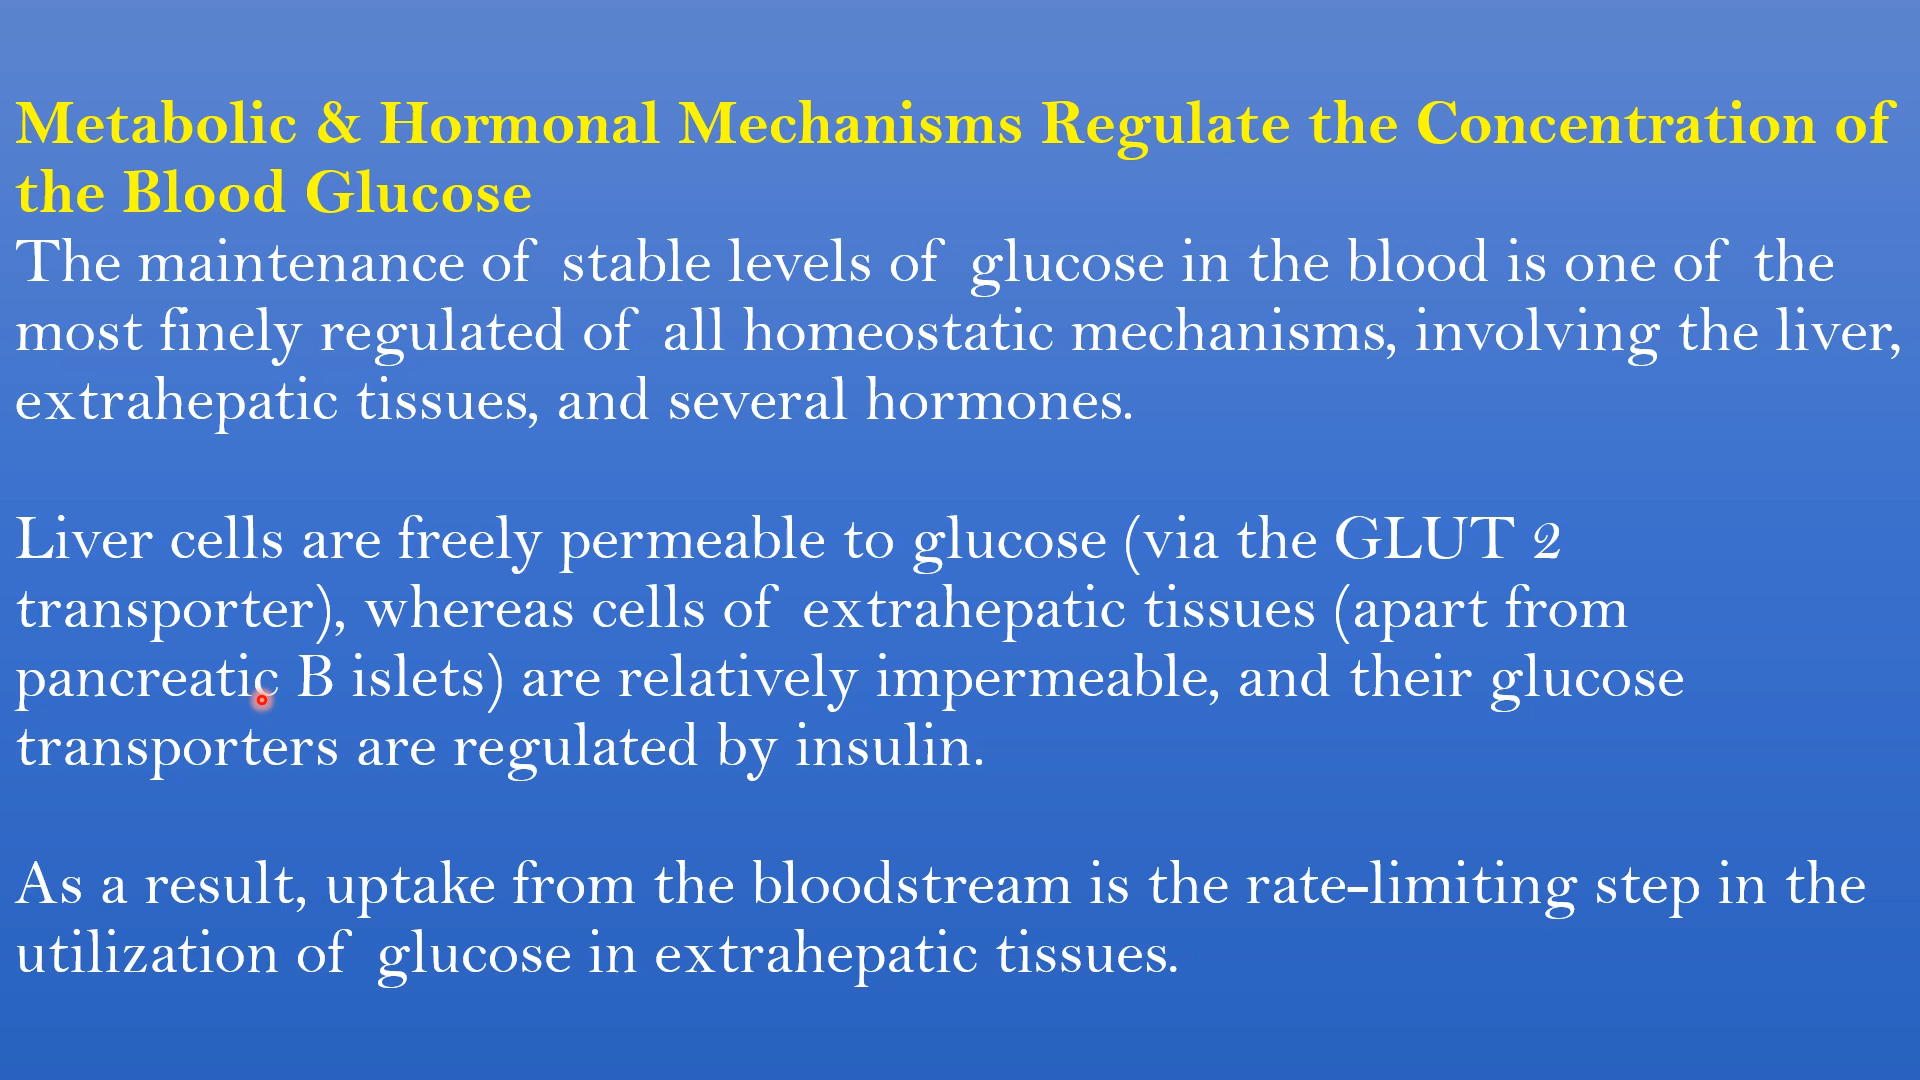 Metabolic & Hormonal Mechanisms Regulate the Concentration of
the Blood Glucose
The maintenance of stable levels of glucose in the blood is one of the
most finely regulated of all homeostatic mechanisms, involving the liver,
extrahepatic tissues, and several hormones.
Liver cells are freely permeable to glucose (via the GLUT 2
transporter), whereas cells of extrahepatic tissues (apart from
pancreatic B islets) are relatively impermeable, and their glucose
transporters are regulated by insulin.
As a result, uptake from the bloodstream is the rate-limiting step in the
utilization of glucose in extrahepatic tissues.